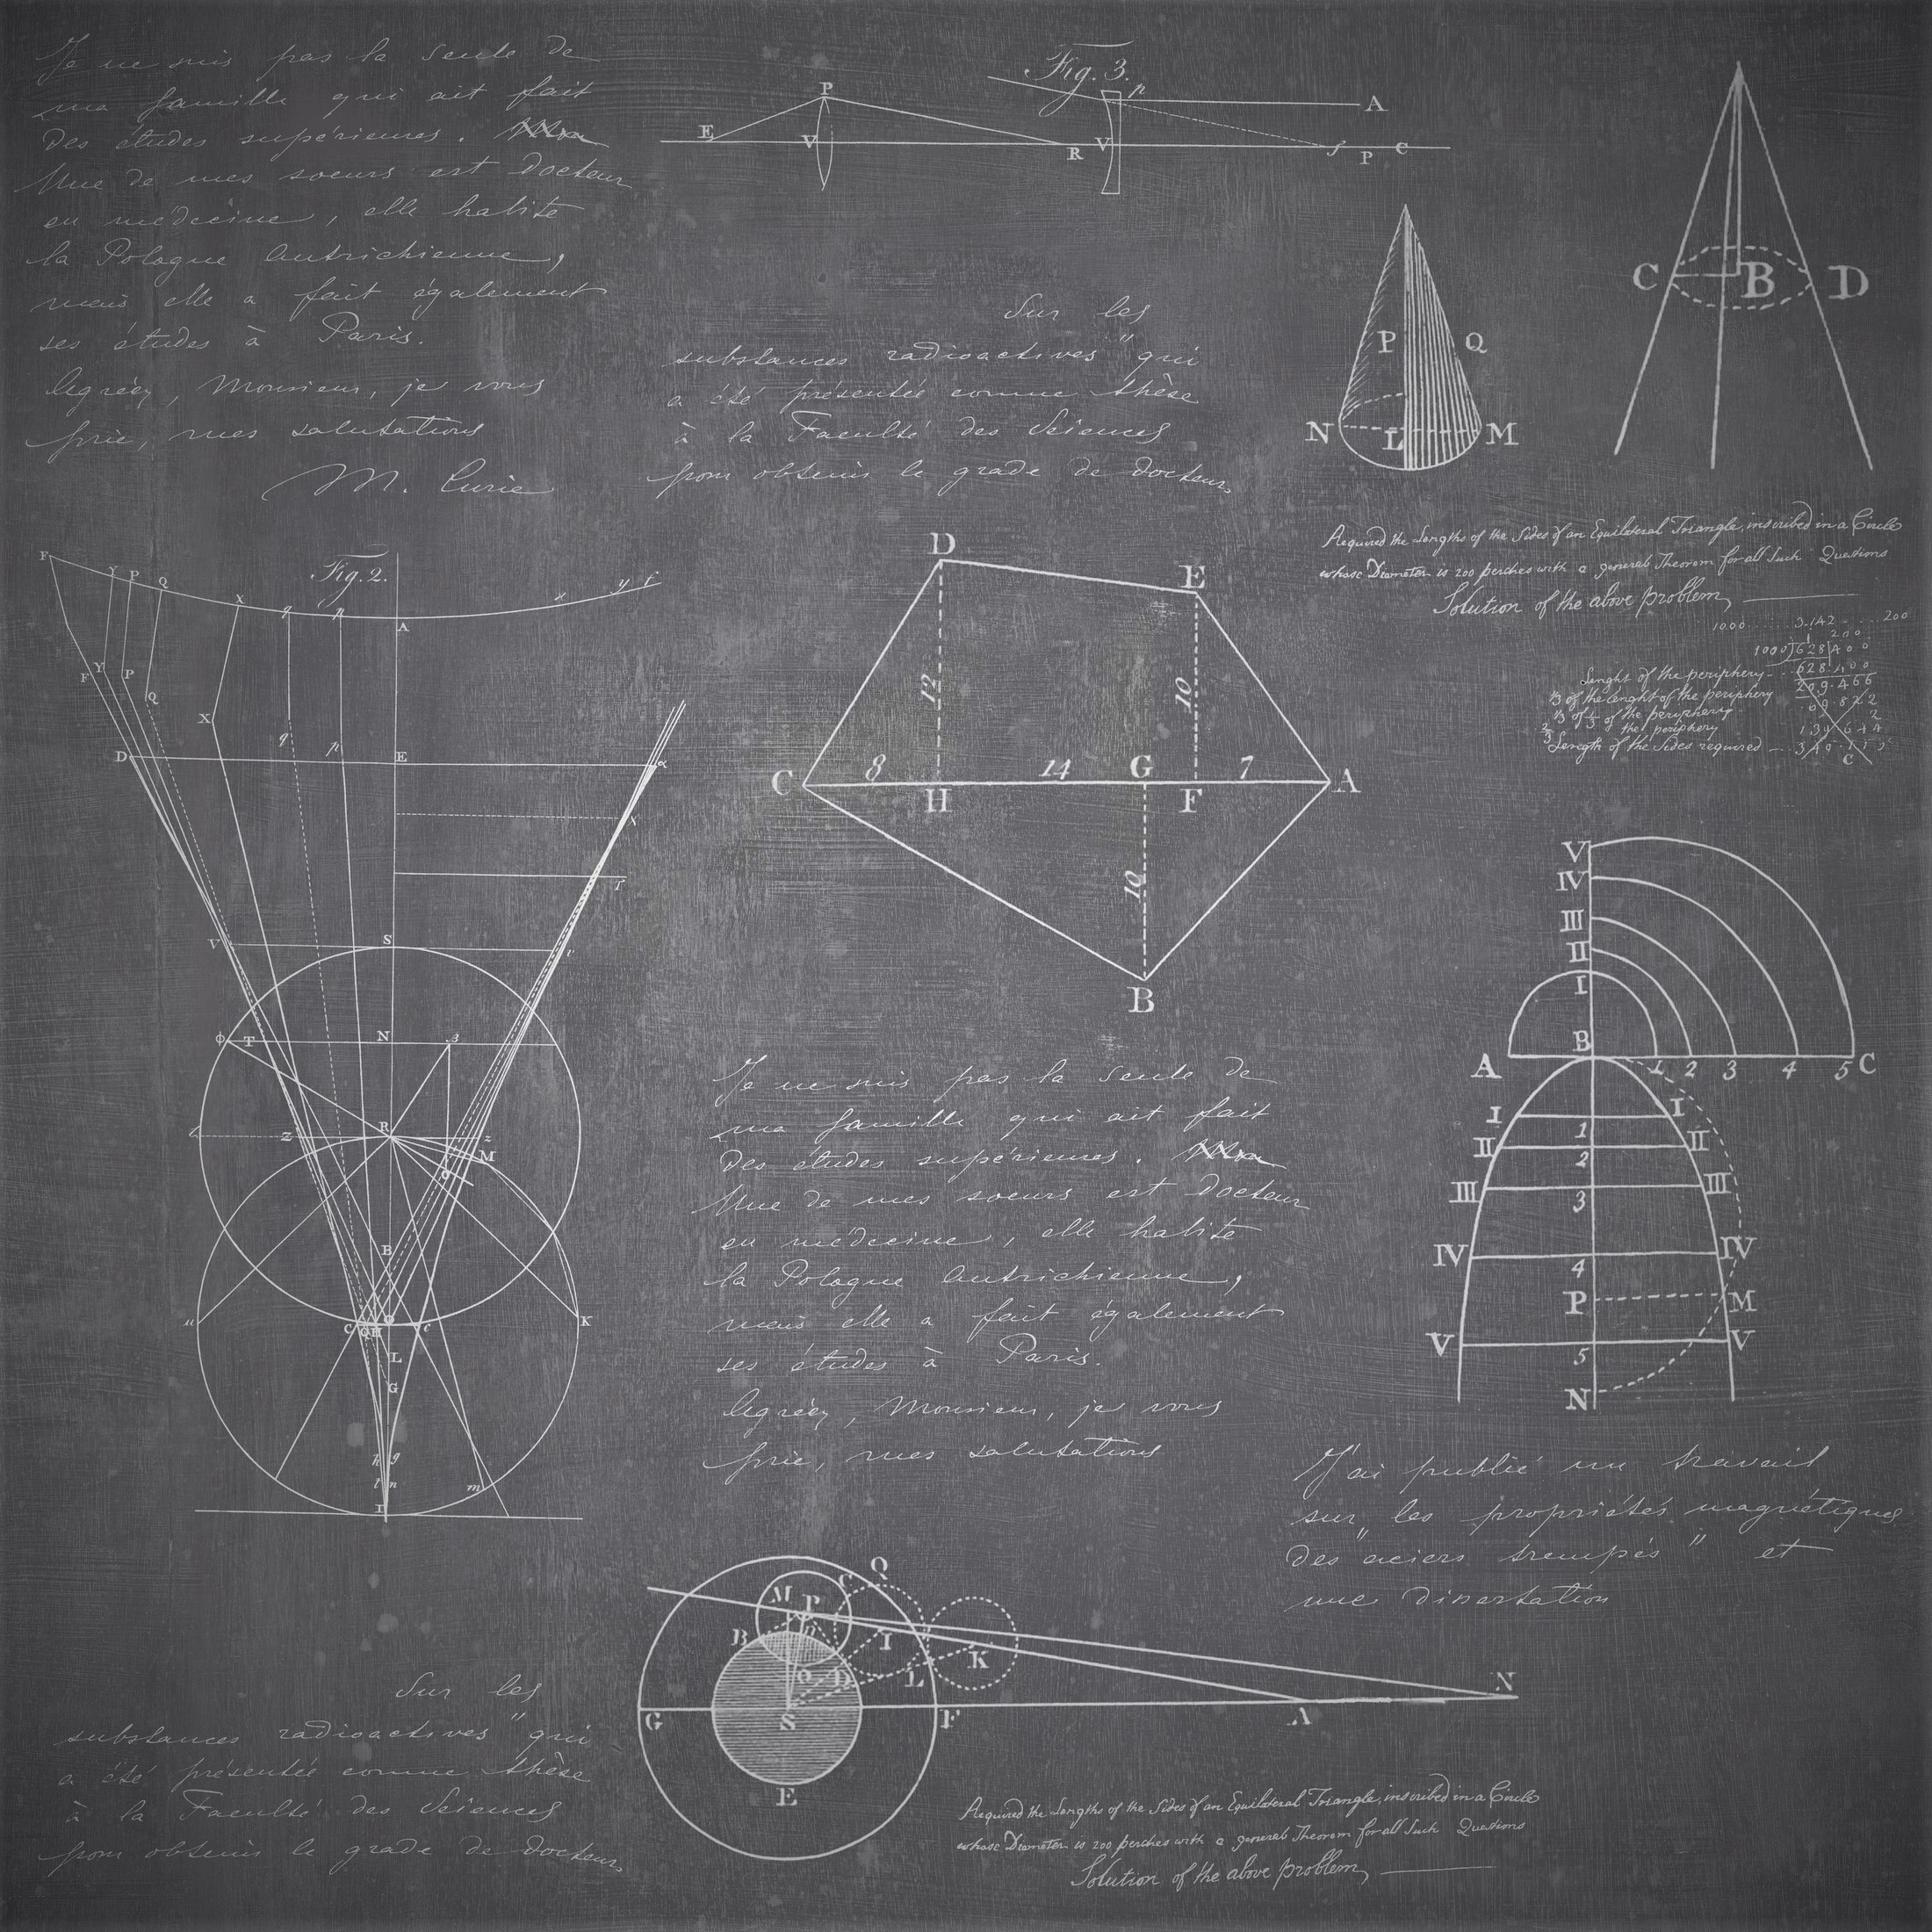 Je ne suis pas la seule de
ma famille qui ait fait
des études supérieures.
Une de mes soeurs est docteur
en médecine, elle habite
la Pologne Autrichienne,
mais elle a fait également
ses études à Paris.
Agréez, Monsieur, je vous
prie, mes salutations
M. Curie
Fig. 3.
P
p
A
E
V
R
V
f
P
C
Sur les
substances radioactives" qui
a été présentée comme thèse
à la Faculté des Sciences
pour obtenir le grade de docteur
P
Q
N
L
M
C
B
D
Required the Lengths of the Sides of an Equilateral Triangle, inscribed in a Circle
whose Diameter is 200 perches with a general Theorem for all Such Questions
Solution of the above problem
1000 3.142 200
200
1000 628400
Lenght of the periphery 628.400
⅓ of the lenght of the periphery 209.466
⅓ of ⅓ of the periphery
⅔ of the periphery
Length of the Sides required
Fig. 2.
F
Y
P
Q
X
q
p
A
x
y
f
Y
F
P
Q
X
q
p
D
E
V
S
T
N
R
Z
z
M
B
K
C
L
G
h
g
l
n
m
I
D
E
12
10
8
14
G
7
C
H
F
A
10
B
V
IV
III
II
I
B
A
1
2
3
4
5
C
I
I
1
II
II
2
III
III
3
IV
IV
4
P
M
V
V
5
N
Je ne suis pas la seule de
ma famille qui ait fait
des études supérieures.
Une de mes soeurs est docteur
en médecine, elle habite
la Pologne Autrichienne,
mais elle a fait également
ses études à Paris.
Agréez, Monsieur, je vous
prie, mes salutations
J'ai publié un travail
sur les propriétés magnétiques
des "aciers trempés" et
une dissertation
Q
C
M
P
B
I
K
D
L
N
G
S
F
A
E
Sur les
substances radioactives" qui
a été présentée comme thèse
à la Faculté des Sciences
pour obtenir le grade de docteur
Required the Lengths of the Sides of an Equilateral Triangle, inscribed in a Circle
whose Diameter is 200 perches with a general Theorem for all Such Questions
Solution of the above problem